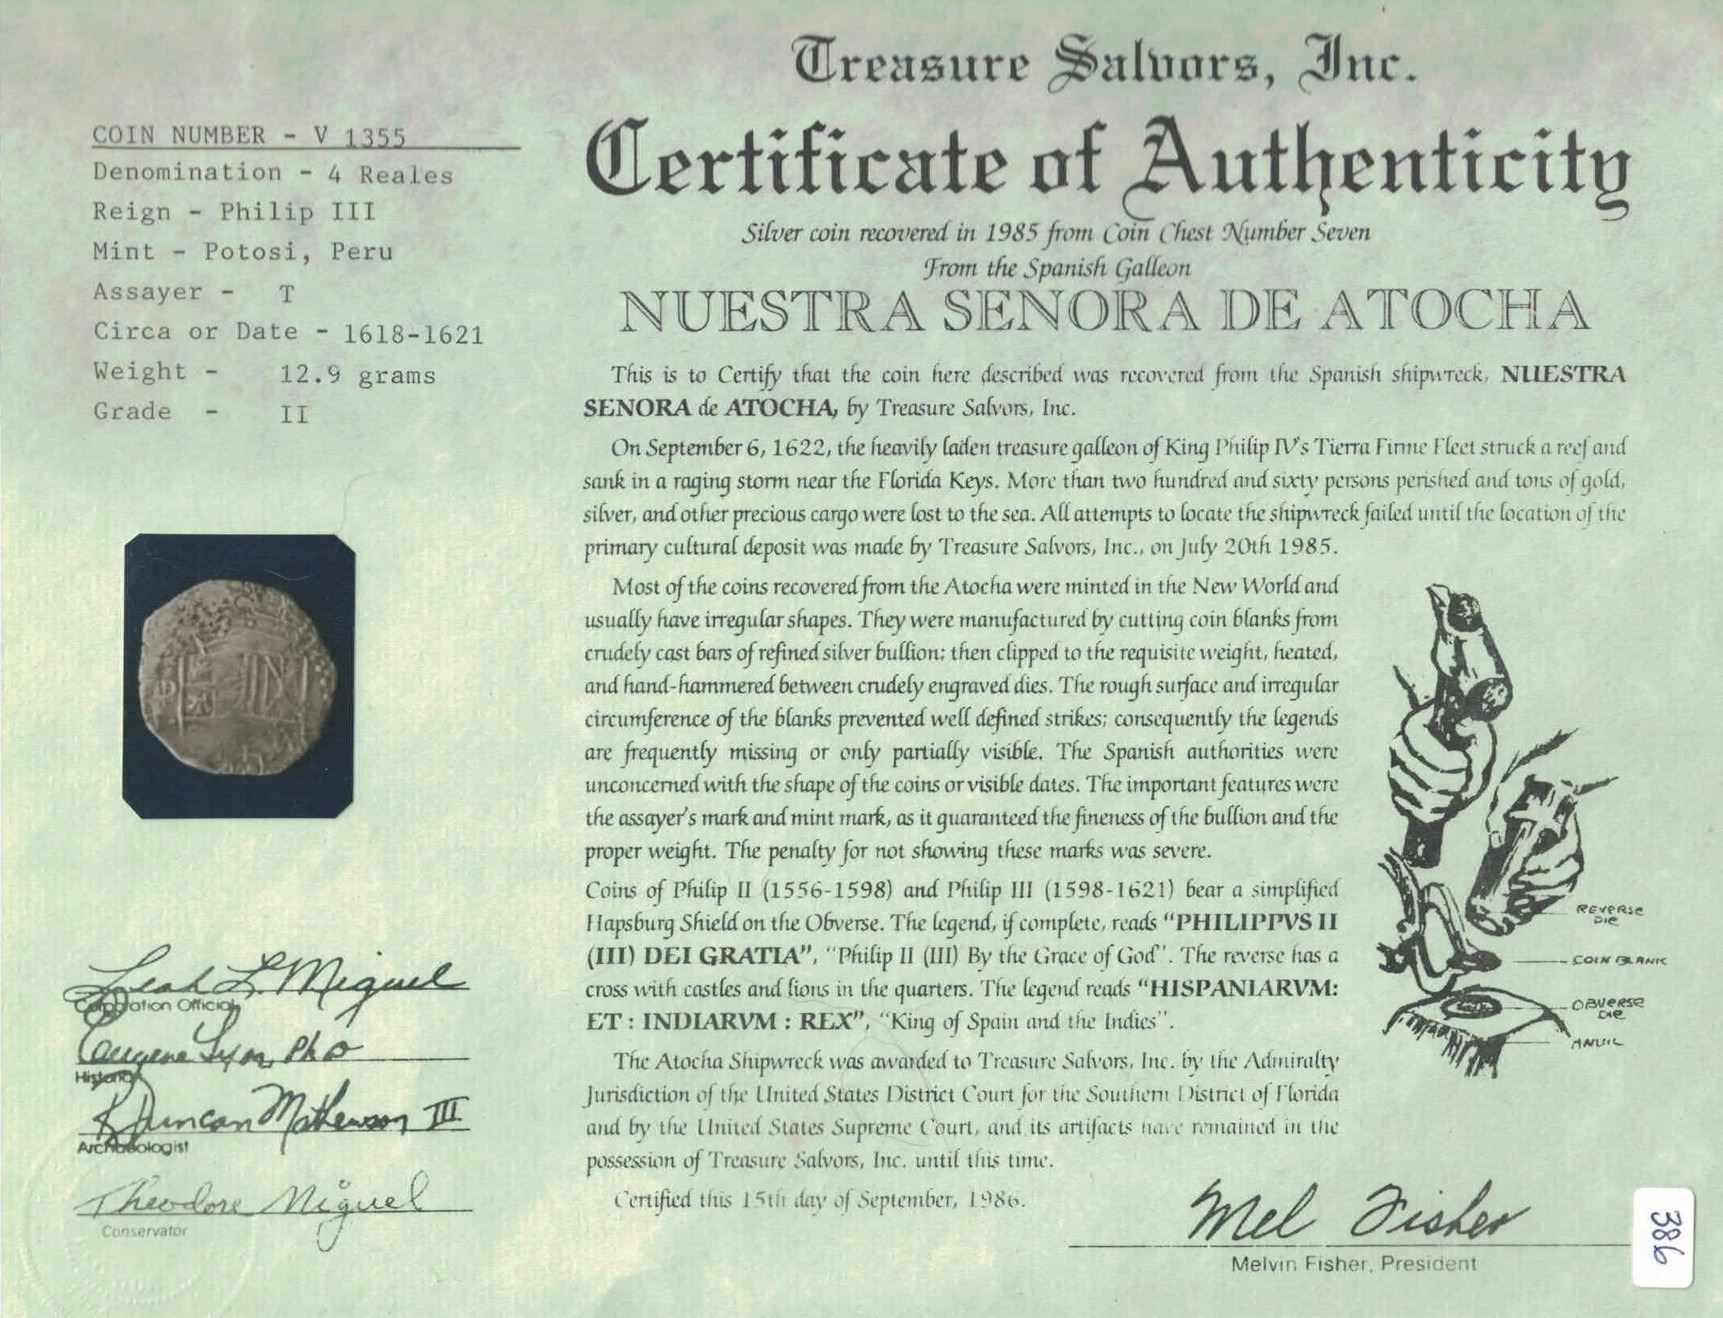 Treasure Salvors, Inc.
Certificate of Authenticity
Silver coin recovered in 1985 from Coin Chest Number Seven
From the Spanish Galleon
NUESTRA SENORA DE ATOCHA
COIN NUMBER - V 1355
Denomination - 4 Reales
Reign - Philip III
Mint - Potosi, Peru
Assayer - T
Circa or Date - 1618-1621
Weight - 12.9 grams
Grade - II
This is to Certify that the coin here described was recovered from the Spanish shipwreck, NUESTRA
SENORA de ATOCHA, by Treasure Salvors, Inc.
On September 6, 1622, the heavily laden treasure galleon of King Philip IV's Tierra Firme Fleet struck a reef and
sank in a raging storm near the Florida Keys. More than two hundred and sixty persons perished and tons of gold,
silver, and other precious cargo were lost to the sea. All attempts to locate the shipwreck failed until the location of the
primary cultural deposit was made by Treasure Salvors, Inc., on July 20th 1985.
Most of the coins recovered from the Atocha were minted in the New World and
usually have irregular shapes. They were manufactured by cutting coin blanks from
crudely cast bars of refined silver bullion; then clipped to the requisite weight, heated,
and hand-hammered between crudely engraved dies. The rough surface and irregular
circumference of the blanks prevented well defined strikes; consequently the legends
are frequently missing or only partially visible. The Spanish authorities were
unconcerned with the shape of the coins or visible dates. The important features were
the assayer's mark and mint mark, as it guaranteed the fineness of the bullion and the
proper weight. The penalty for not showing these marks was severe.
Coins of Philip II (1556-1598) and Philip III (1598-1621) bear a simplified
Hapsburg Shield on the Obverse. The legend, if complete, reads "PHILIPPVS II
(III) DEI GRATIA", "Philip II (III) By the Grace of God". The reverse has a
cross with castles and lions in the quarters. The legend reads "HISPANIARVM:
ET : INDIARVM : REX", "King of Spain and the Indies".
The Atocha Shipwreck was awarded to Treasure Salvors, Inc. by the Admiralty
Jurisdiction of the United States District Court for the Southern District of Florida
and by the United States Supreme Court, and its artifacts have remained in the
possession of Treasure Salvors, Inc. until this time.
Certified this 15th day of September, 1986.
REVERSE
DIE
COIN BLANK
OBVERSE
DIE
ANVIL
Leah L. Miguel
Corporation Official
Eugene Lyon PhD
Historian
R Duncan Mathewson III
Archaeologist
Theodore Miguel
Conservator
Mel Fisher
Melvin Fisher, President
386